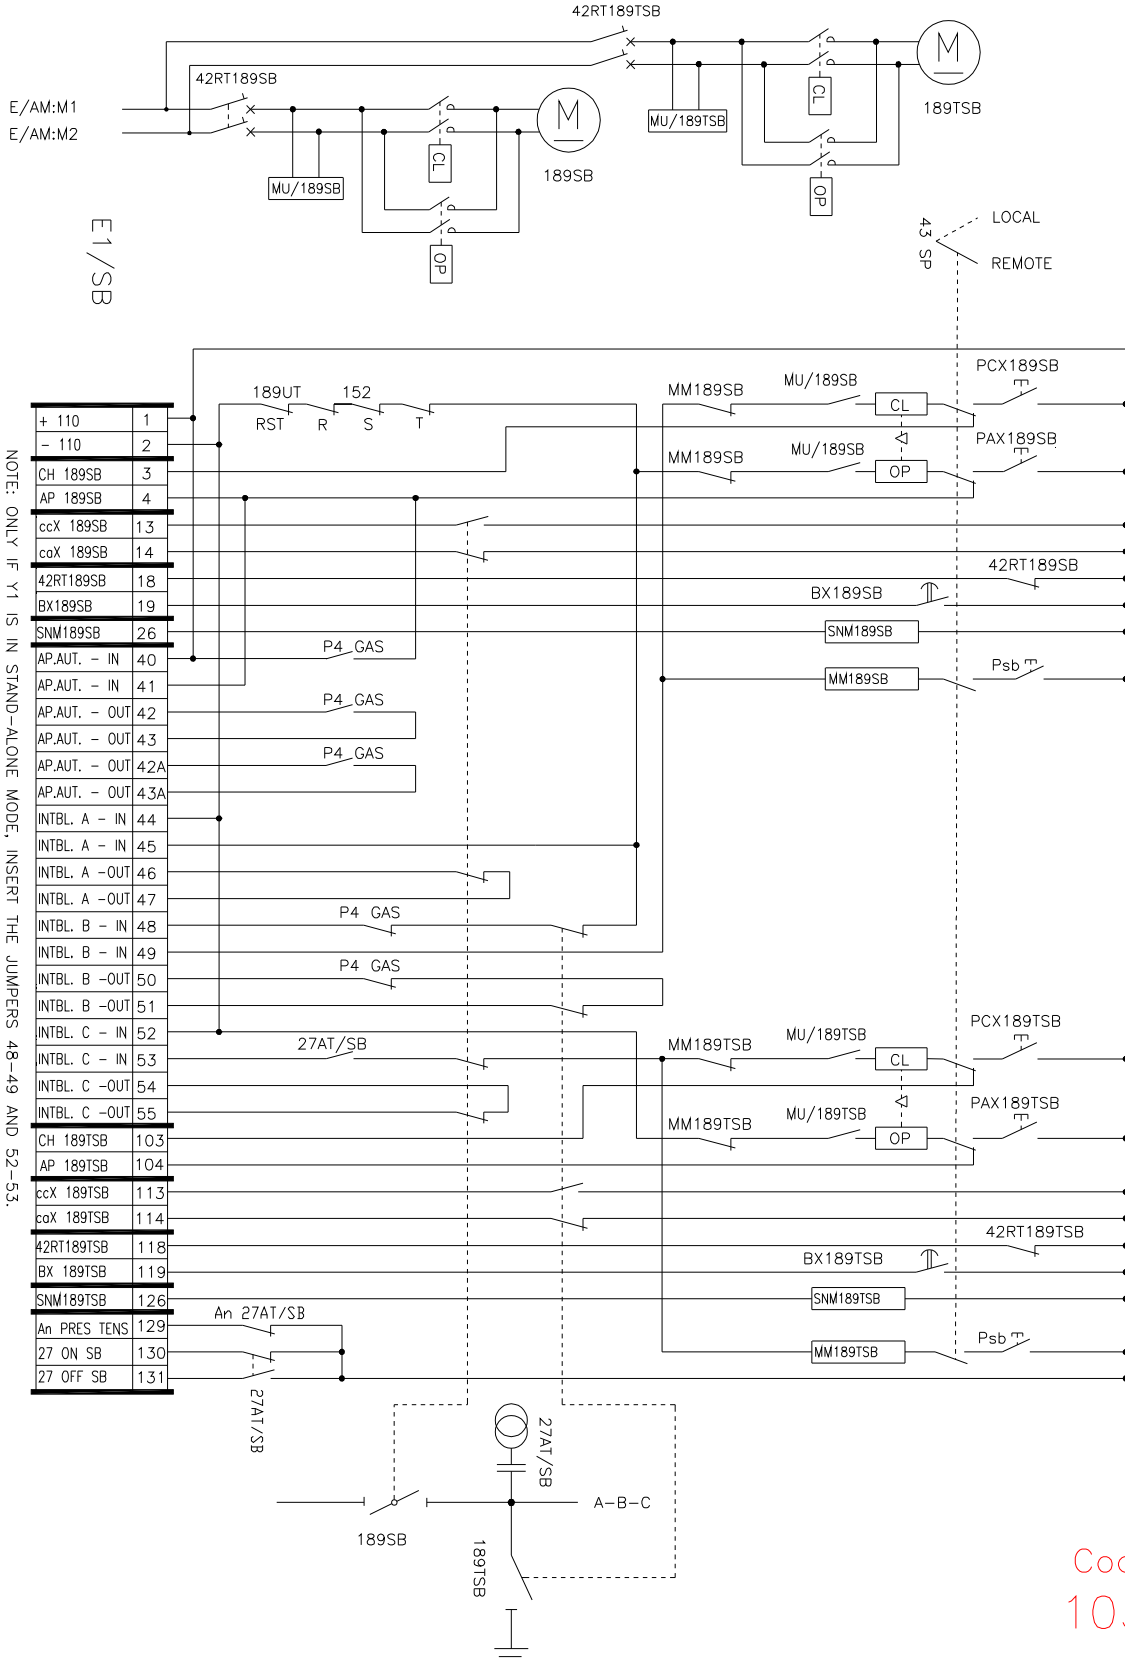 42RT189TSB
M
42RT189SB
CL
189TSB
E/AM:M1
M
MU/189TSB
E/AM:M2
CL
189SB
MU/189SB
OP
OP
LOCAL
43 SP
REMOTE
E1/SB
NOTE: ONLY IF Y1 IS IN STAND-ALONE MODE, INSERT THE JUMPERS 48-49 AND 52-53.
189UT 152
RST R S T
MM189SB MU/189SB CL PCX189SB
MM189SB MU/189SB OP PAX189SB
+ 110 1
- 110 2
CH 189SB 3
AP 189SB 4
ccX 189SB 13
caX 189SB 14
42RT189SB 18 42RT189SB
BX189SB 19 BX189SB
SNM189SB 26 SNM189SB
AP.AUT. - IN 40 P4 GAS
MM189SB Psb
AP.AUT. - IN 41
AP.AUT. - OUT 42 P4 GAS
AP.AUT. - OUT 43
AP.AUT. - OUT 42A P4 GAS
AP.AUT. - OUT 43A
INTBL. A - IN 44
INTBL. A - IN 45
INTBL. A -OUT 46
INTBL. A -OUT 47
INTBL. B - IN 48 P4 GAS
INTBL. B - IN 49
INTBL. B -OUT 50 P4 GAS
INTBL. B -OUT 51
INTBL. C - IN 52
INTBL. C - IN 53 27AT/SB MM189TSB MU/189TSB CL PCX189TSB
INTBL. C -OUT 54
INTBL. C -OUT 55
CH 189TSB 103 MM189TSB MU/189TSB OP PAX189TSB
AP 189TSB 104
ccX 189TSB 113
caX 189TSB 114
42RT189TSB 118 42RT189TSB
BX 189TSB 119 BX189TSB
SNM189TSB 126 SNM189TSB
An PRES TENS 129 An 27AT/SB
27 ON SB 130 MM189TSB Psb
27 OFF SB 131
27AT/SB
27AT/SB
A-B-C
189SB
189TSB